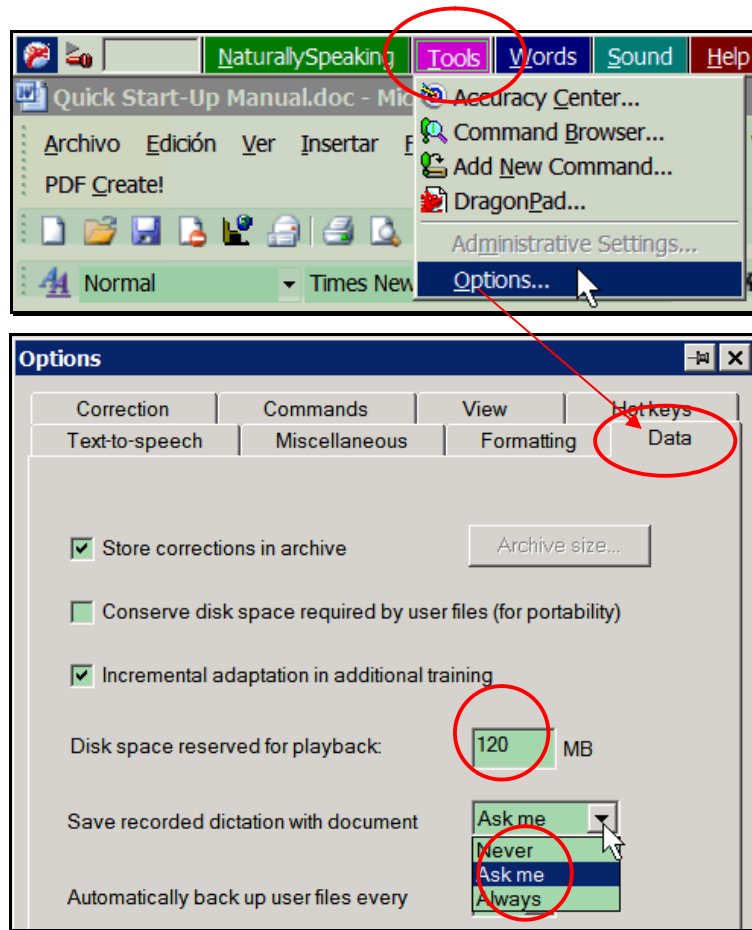 NaturallySpeaking Tools Words Sound Help
Quick Start-Up Manual.doc - Mic
Accuracy Center...
Archivo Edición Ver Insertar F
Command Browser...
Add New Command...
PDF Create!
DragonPad...
Administrative Settings...
Normal Times New
Options...
Options
Correction Commands View Hot keys
Text-to-speech Miscellaneous Formatting Data
Store corrections in archive Archive size...
Conserve disk space required by user files (for portability)
Incremental adaptation in additional training
Disk space reserved for playback: 120 MB
Save recorded dictation with document Ask me
Never
Ask me
Automatically back up user files every Always